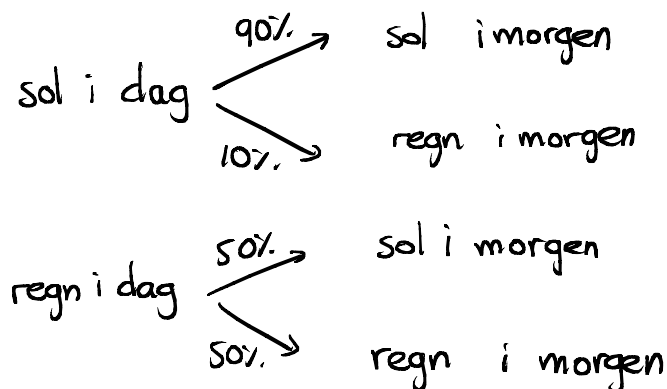 90% sol i morgen
sol i dag
10% regn i morgen
50% sol i morgen
regn i dag
50% regn i morgen